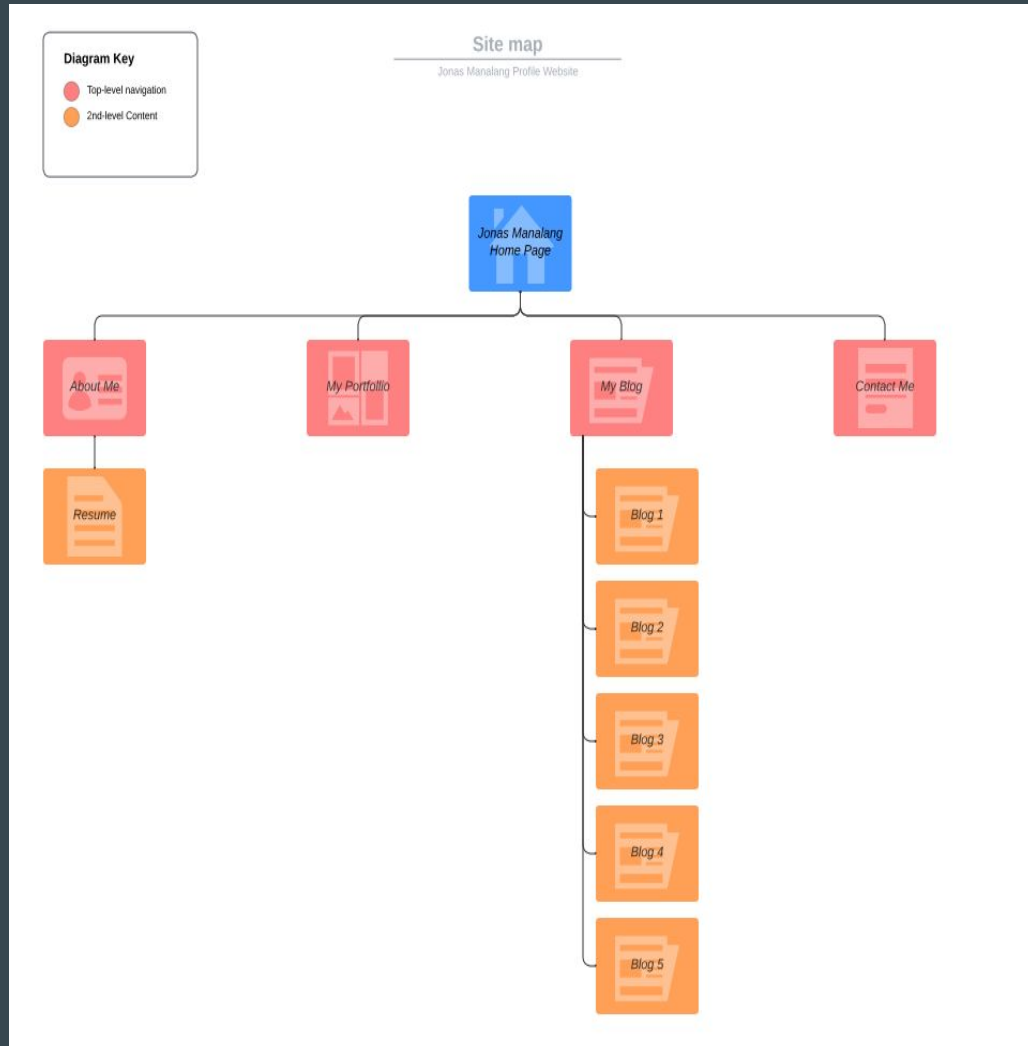 Diagram Key
Top-level navigation
2nd-level Content
Site map
Jonas Manalang Profile Website
Jonas Manalang
Home Page
About Me
My Portfollio
My Blog
Contact Me
Resume
Blog 1
Blog 2
Blog 3
Blog 4
Blog 5